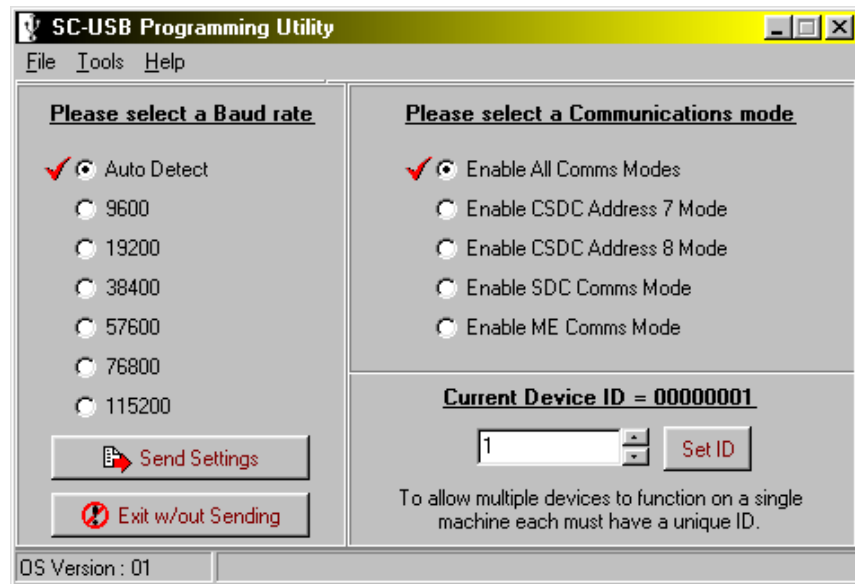 SC-USB Programming Utility
File Tools Help
Please select a Baud rate
Auto Detect
9600
19200
38400
57600
76800
115200
Send Settings
Exit w/out Sending
Please select a Communications mode
Enable All Comms Modes
Enable CSDC Address 7 Mode
Enable CSDC Address 8 Mode
Enable SDC Comms Mode
Enable ME Comms Mode
Current Device ID = 00000001
1
Set ID
To allow multiple devices to function on a single
machine each must have a unique ID.
OS Version : 01